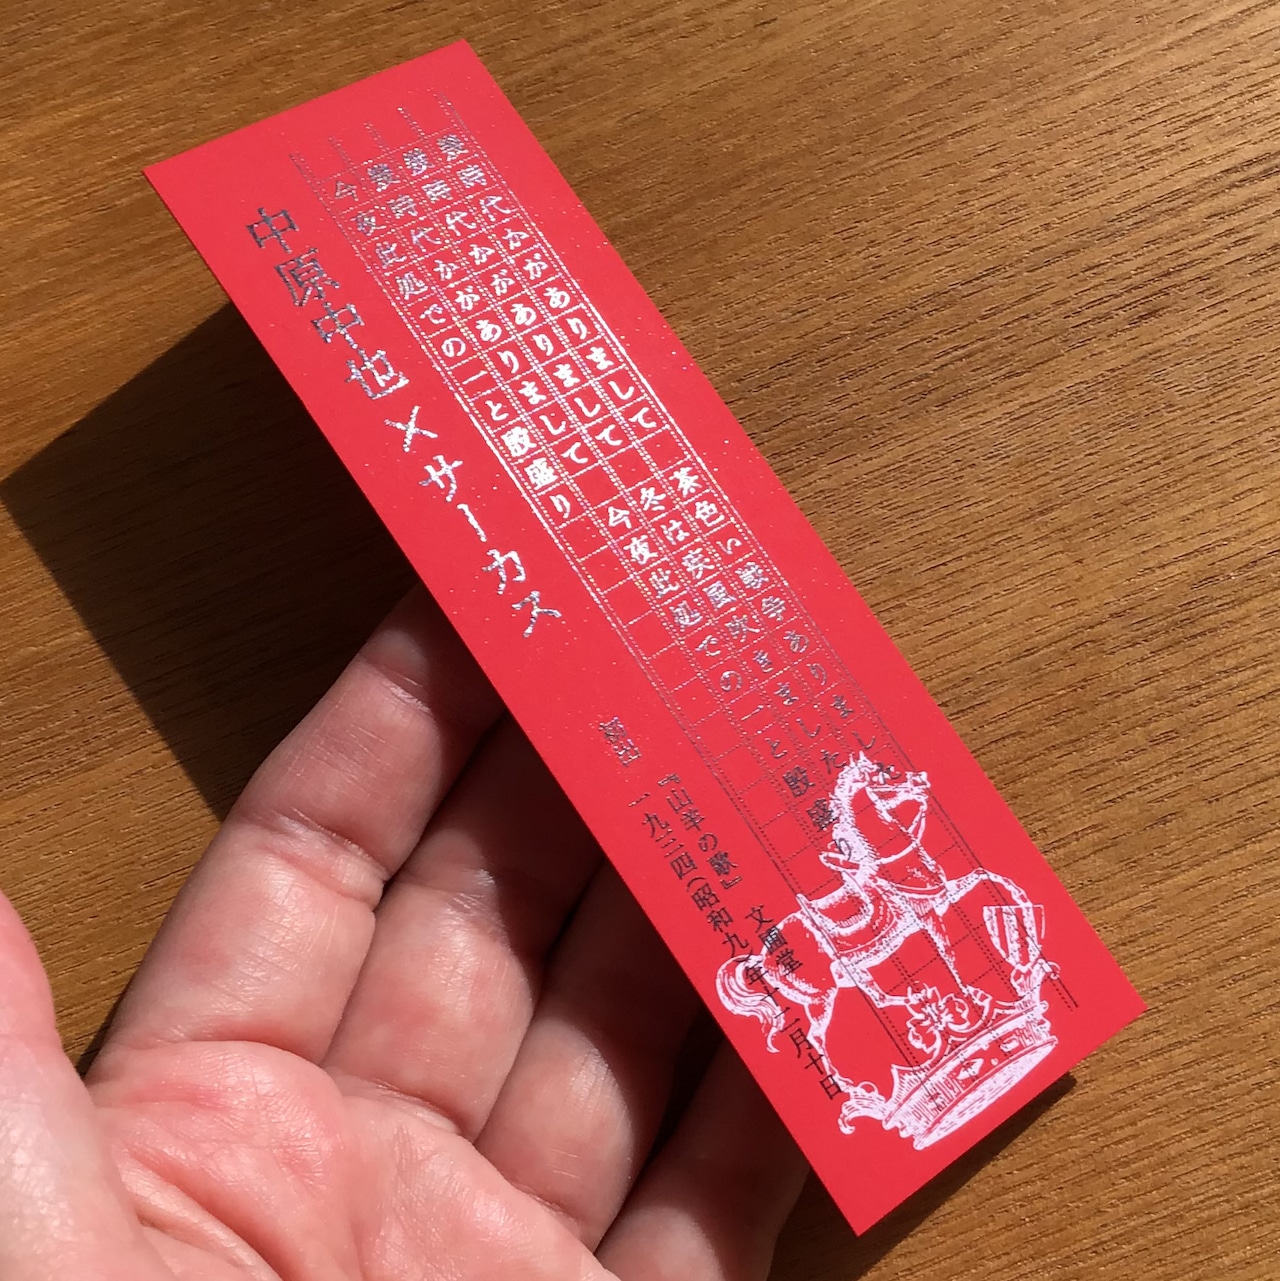 幾時代かがありまして　茶色い戦争ありました
幾時代かがありまして　冬は疾風吹きました
幾時代かがありまして　今夜此処での一と殷盛り
今夜此処での一と殷盛り
中原中也×サーカス
初出　『山羊の歌』　文圃堂
一九三四(昭和九)年十二月十日